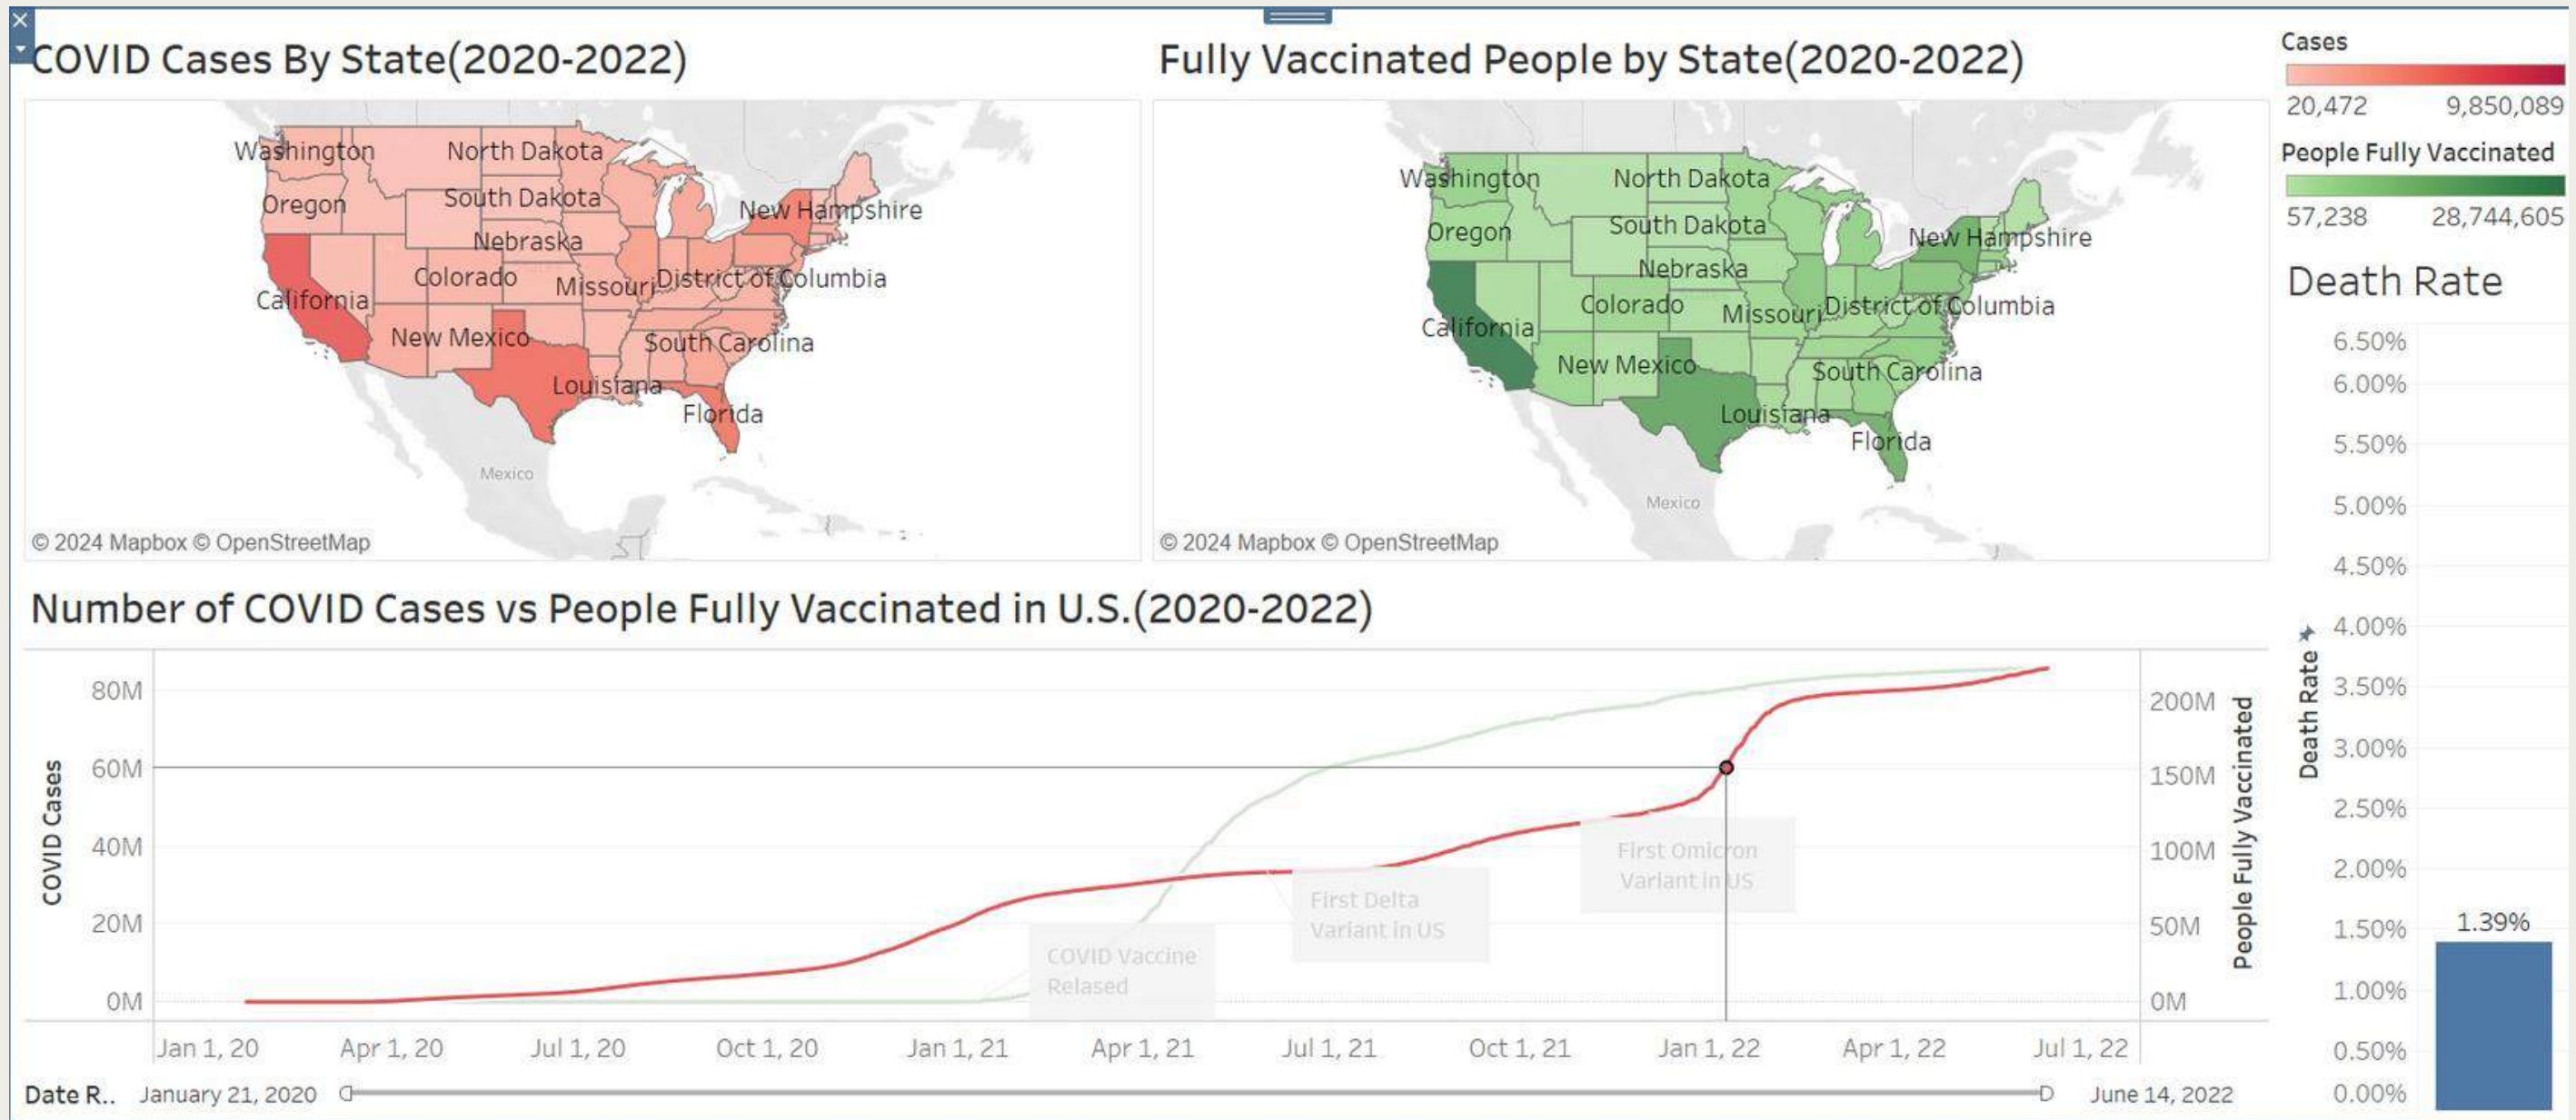 COVID Cases By State(2020-2022)
Washington
North Dakota
Oregon
South Dakota
New Hampshire
Nebraska
Colorado
Missouri
District of Columbia
California
New Mexico
South Carolina
Louisiana
Florida
Mexico
© 2024 Mapbox © OpenStreetMap
Fully Vaccinated People by State(2020-2022)
Washington
North Dakota
Oregon
South Dakota
New Hampshire
Nebraska
Colorado
Missouri
District of Columbia
California
New Mexico
South Carolina
Louisiana
Florida
Mexico
© 2024 Mapbox © OpenStreetMap
Cases
20,472 9,850,089
People Fully Vaccinated
57,238 28,744,605
Death Rate
6.50%
6.00%
5.50%
5.00%
4.50%
4.00%
3.50%
3.00%
2.50%
2.00%
1.50%
1.00%
0.50%
0.00%
Death Rate
1.39%
Number of COVID Cases vs People Fully Vaccinated in U.S.(2020-2022)
COVID Cases
80M
60M
40M
20M
0M
COVID Vaccine
Relased
First Delta
Variant in US
First Omicron
Variant in US
200M
150M
100M
50M
0M
People Fully Vaccinated
Jan 1, 20 Apr 1, 20 Jul 1, 20 Oct 1, 20 Jan 1, 21 Apr 1, 21 Jul 1, 21 Oct 1, 21 Jan 1, 22 Apr 1, 22 Jul 1, 22
Date R.. January 21, 2020 June 14, 2022